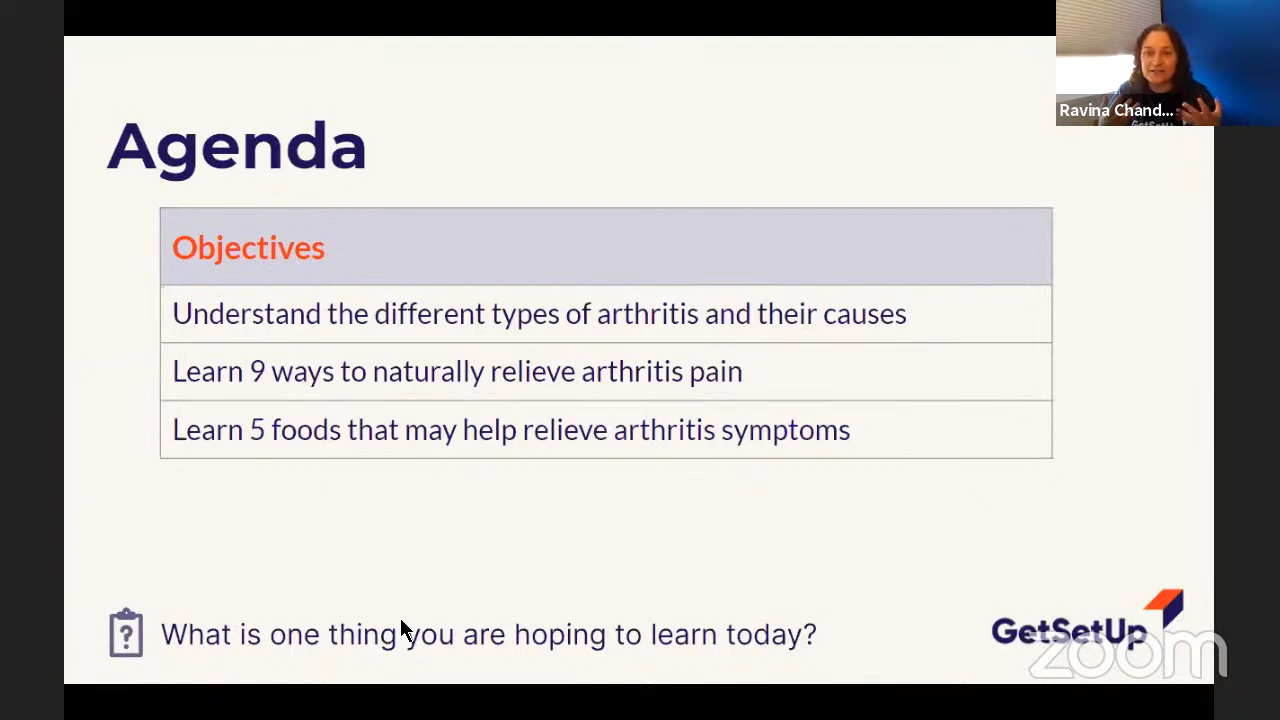 Agenda
Ravina Chand...
GetSetUp
Objectives
Understand the different types of arthritis and their causes
Learn 9 ways to naturally relieve arthritis pain
Learn 5 foods that may help relieve arthritis symptoms
What is one thing you are hoping to learn today?
GetSetUp
zoom